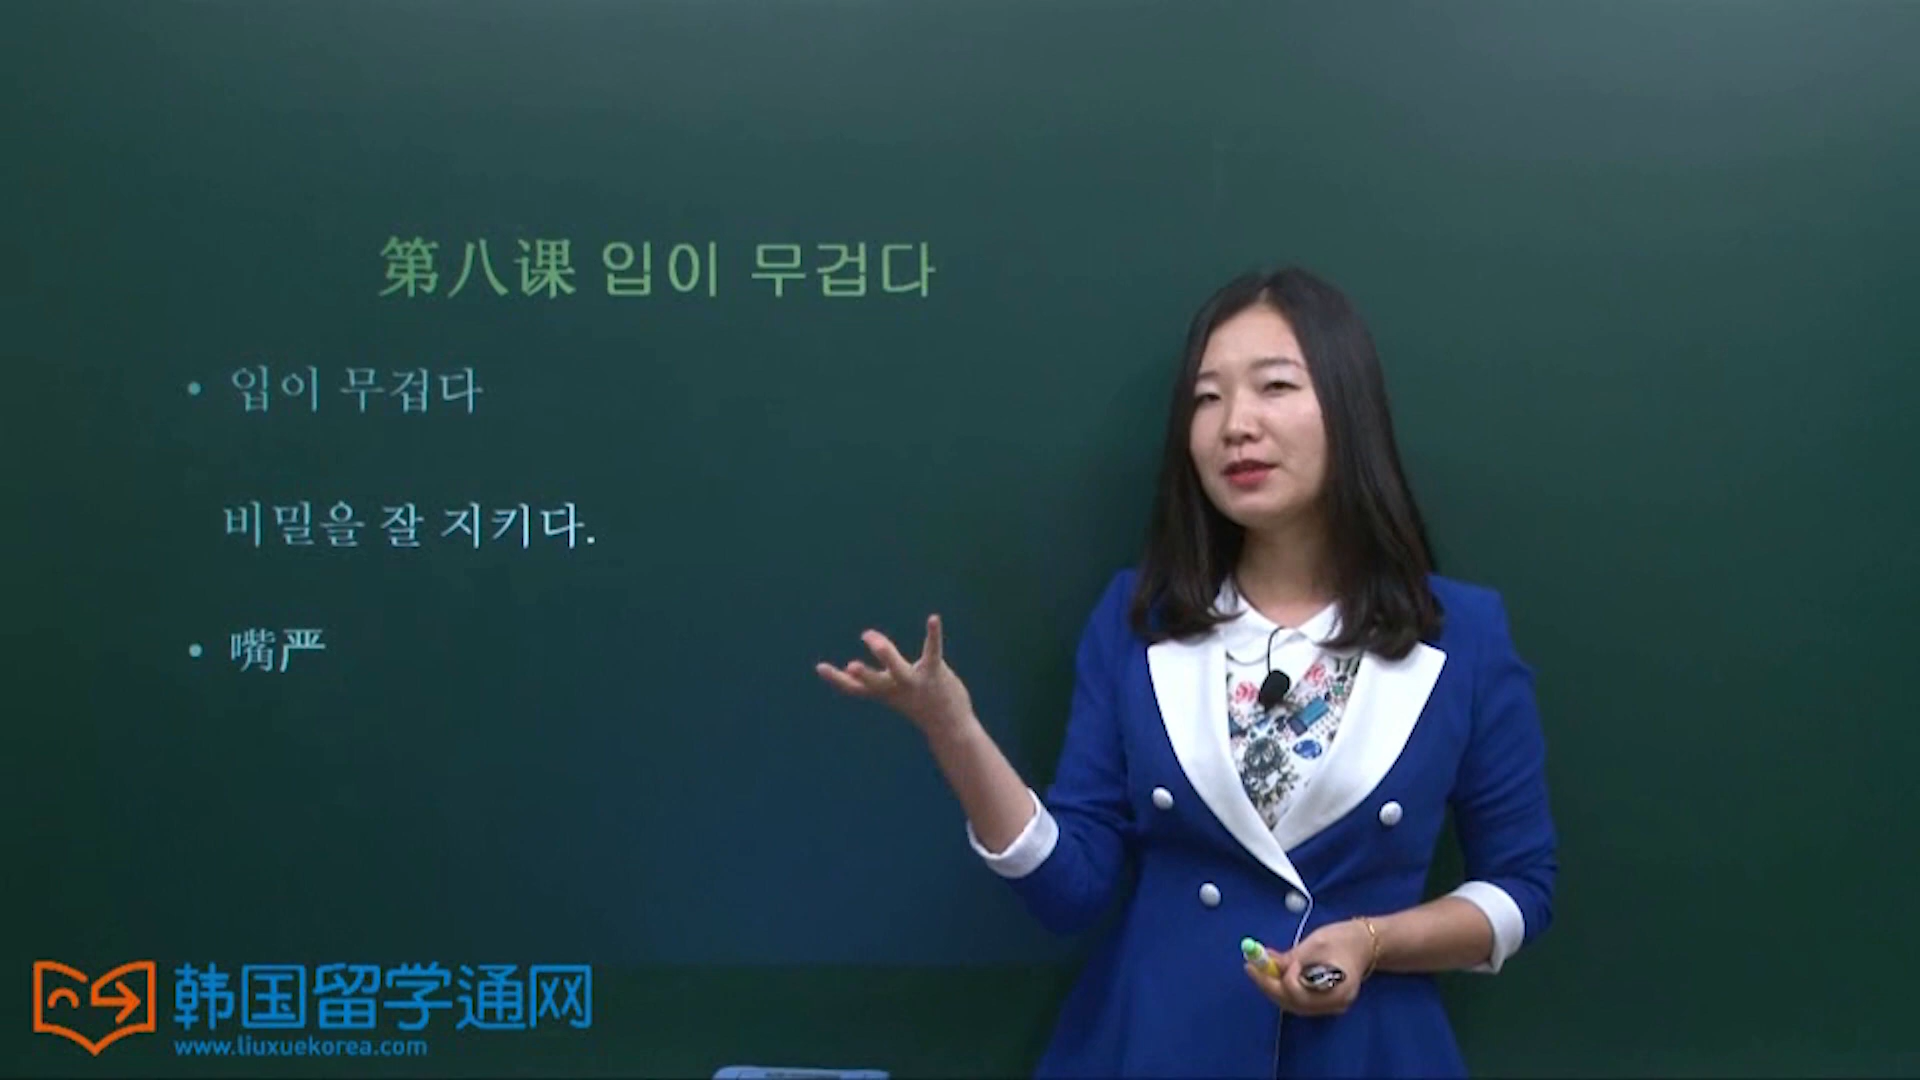 第八课 입이 무겁다
• 입이 무겁다
비밀을 잘 지키다.
• 嘴严
韩国留学通网
www.liuxuekorea.com